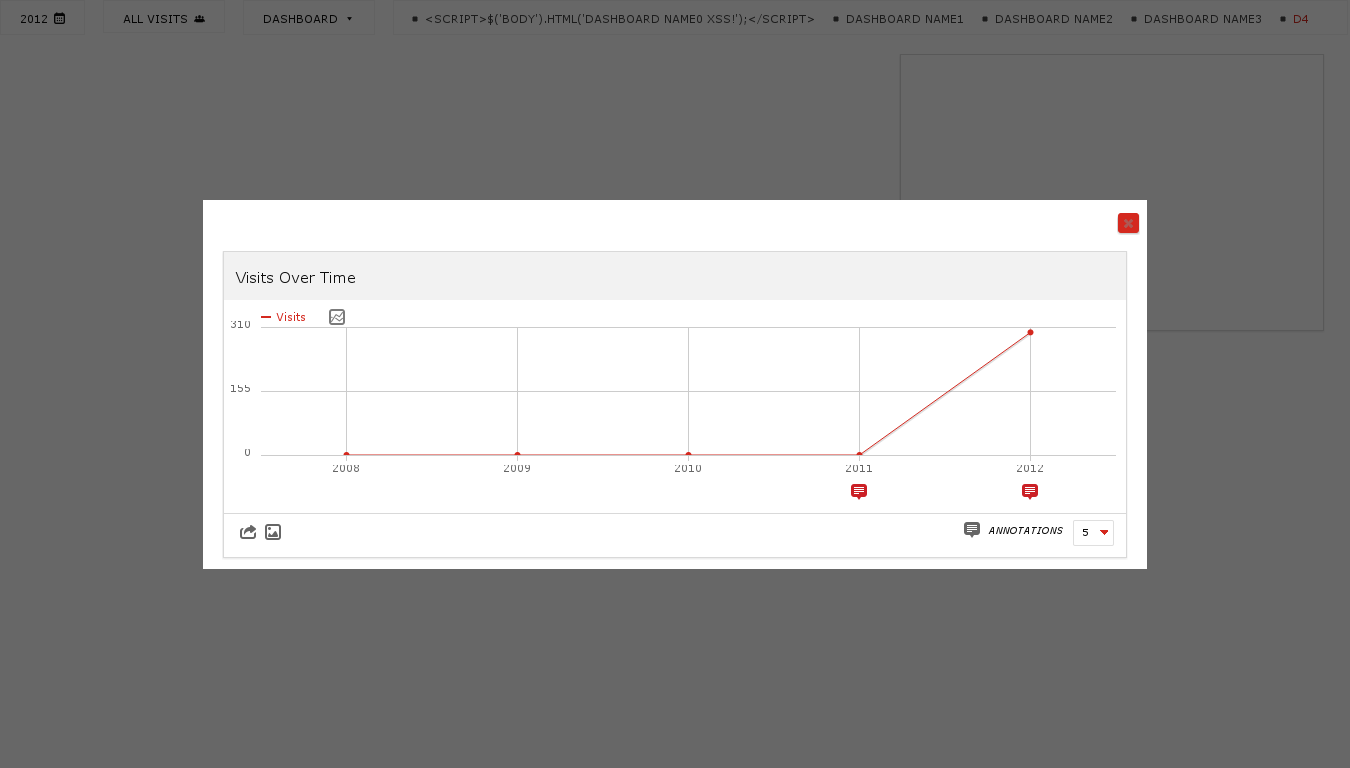 2012 ALL VISITS DASHBOARD <SCRIPT>$('BODY').HTML('DASHBOARD NAME0 XSS!');</SCRIPT> DASHBOARD NAME1 DASHBOARD NAME2 DASHBOARD NAME3 D4
Visits Over Time
Visits
310
155
0
2008 2009 2010 2011 2012
ANNOTATIONS 5